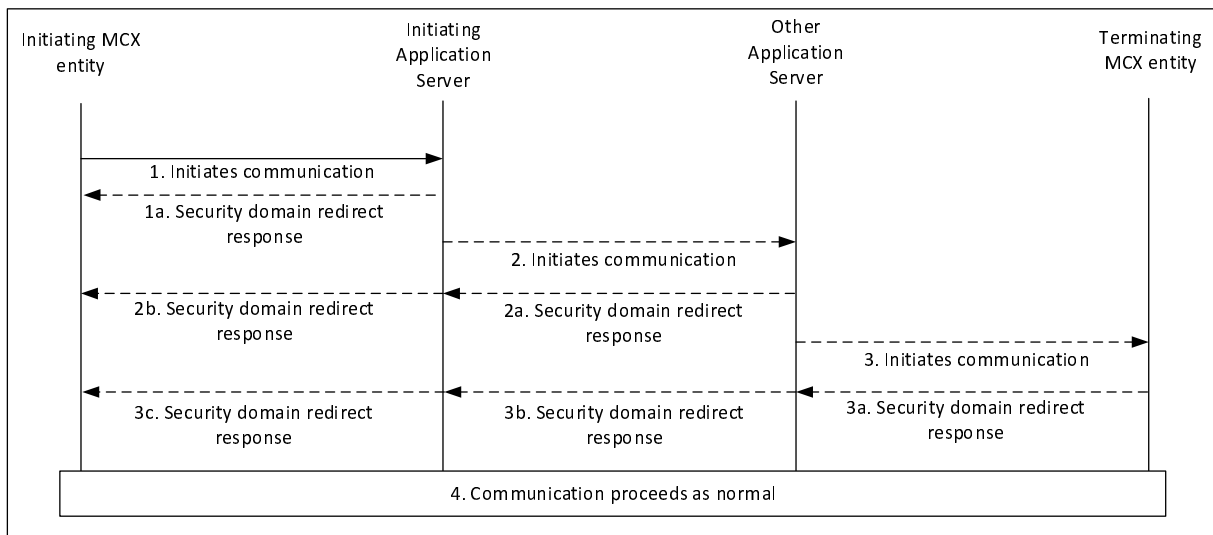 Initiating MCX
entity
Initiating
Application
Server
Other
Application
Server
Terminating
MCX entity
1. Initiates communication
1a. Security domain redirect
response
2. Initiates communication
2b. Security domain redirect
response
2a. Security domain redirect
response
3. Initiates communication
3c. Security domain redirect
response
3b. Security domain redirect
response
3a. Security domain redirect
response
4. Communication proceeds as normal